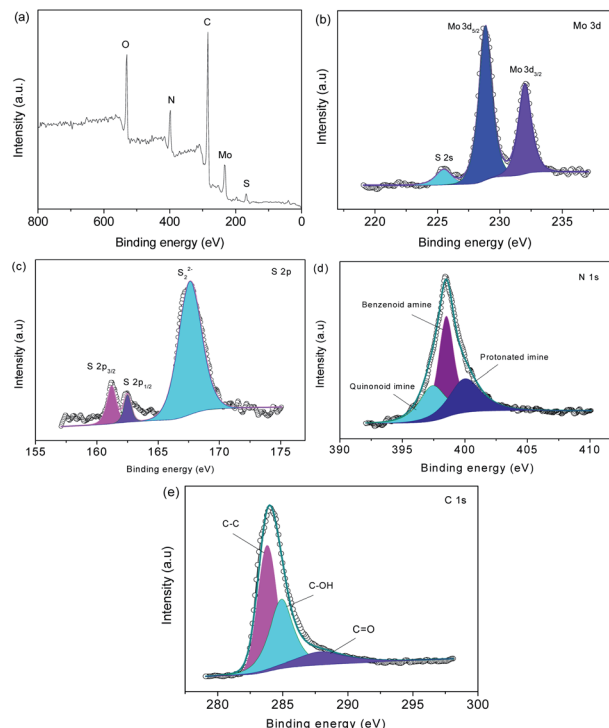 (a)
C
O
N
Mo
S
Intensity (a.u.)
800 600 400 200 0
Binding energy (eV)
(b)
Mo 3d5/2
Mo 3d
Mo 3d3/2
S 2s
Intensity (a.u)
220 225 230 235
Binding energy (eV)
(c)
S2 2-
S 2p
S 2p3/2
S 2p1/2
Intensity (a.u)
155 160 165 170 175
Binding energy (eV)
(d)
N 1s
Benzenoid amine
Protonated imine
Quinonoid imine
Intensity (a.u)
390 395 400 405 410
Binding energy (eV)
(e)
C 1s
C-C
C-OH
C=O
Intensity (a.u)
280 285 290 295 300
Binding energy (eV)